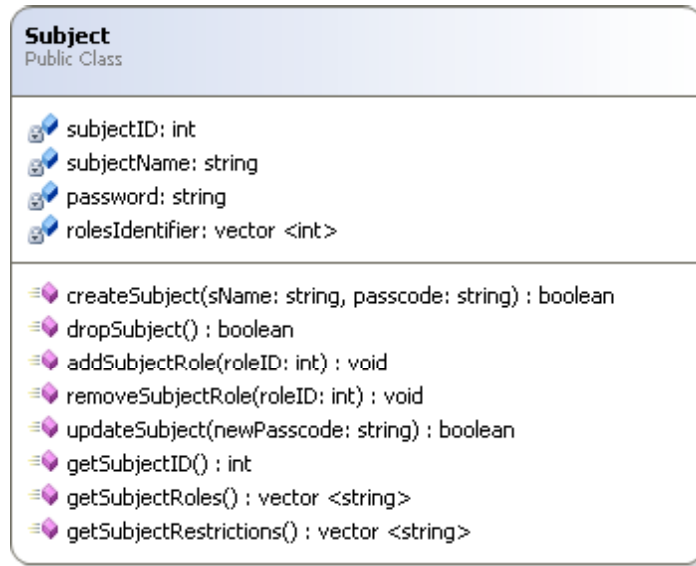 Subject
Public Class
subjectID: int
subjectName: string
password: string
rolesIdentifier: vector <int>
createSubject(sName: string, passcode: string) : boolean
dropSubject() : boolean
addSubjectRole(roleID: int) : void
removeSubjectRole(roleID: int) : void
updateSubject(newPasscode: string) : boolean
getSubjectID() : int
getSubjectRoles() : vector <string>
getSubjectRestrictions() : vector <string>